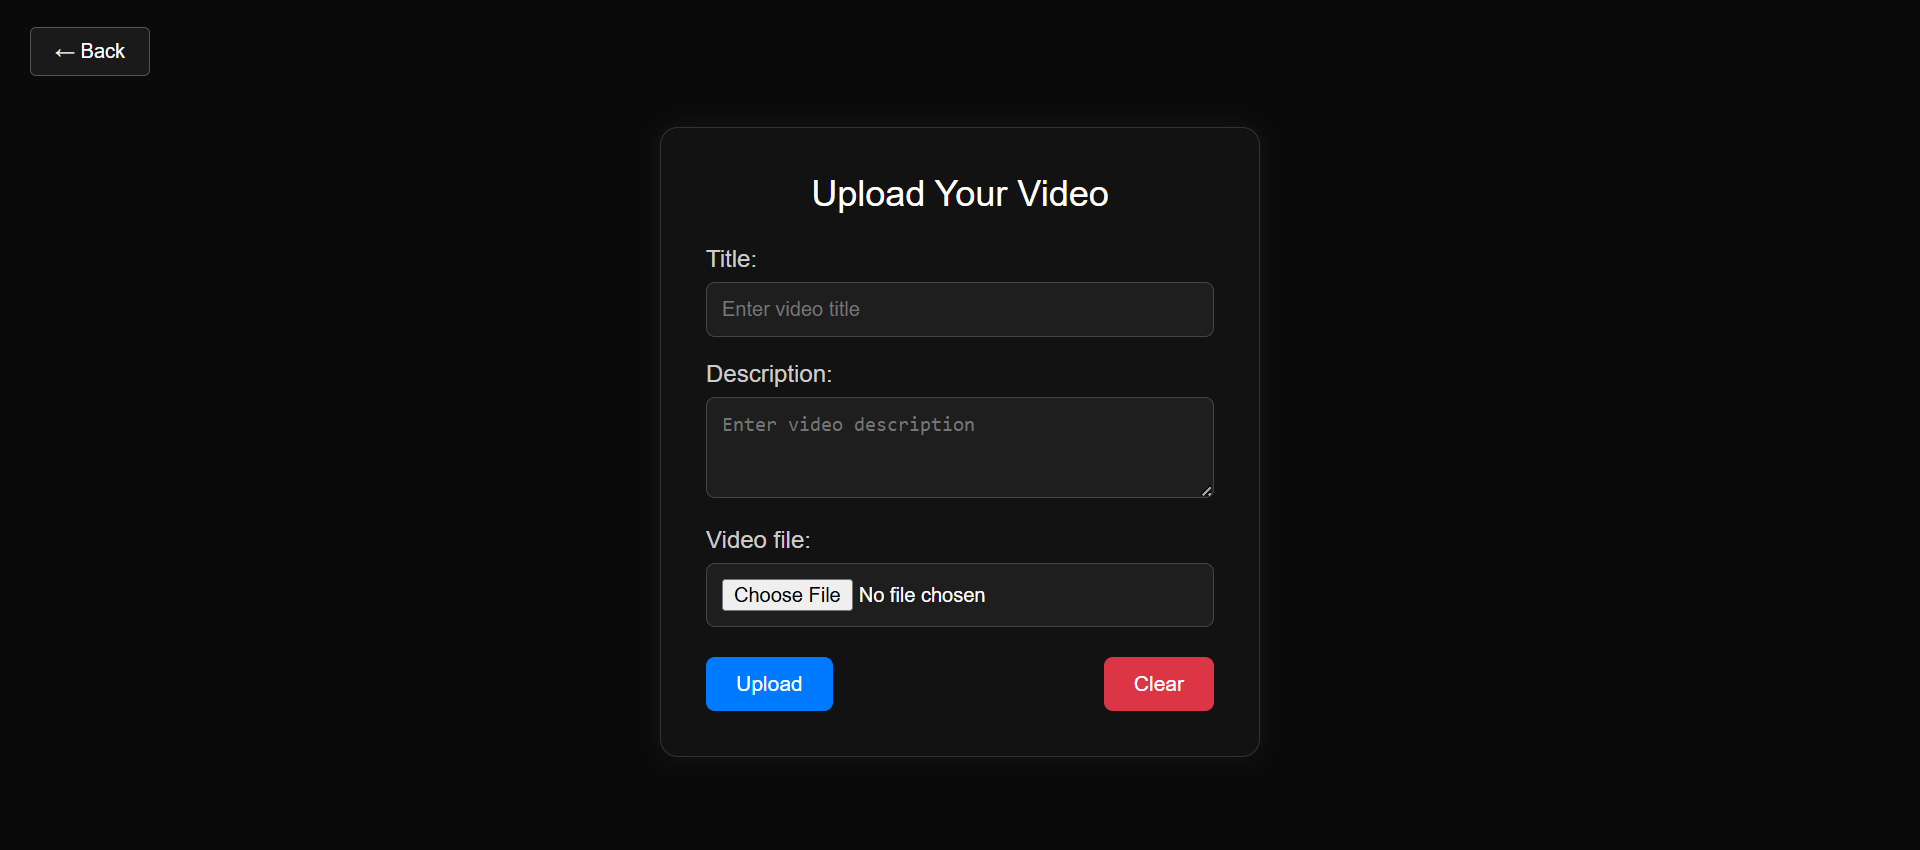 ← Back
Upload Your Video
Title:
Enter video title
Description:
Enter video description
Video file:
Choose File No file chosen
Upload Clear